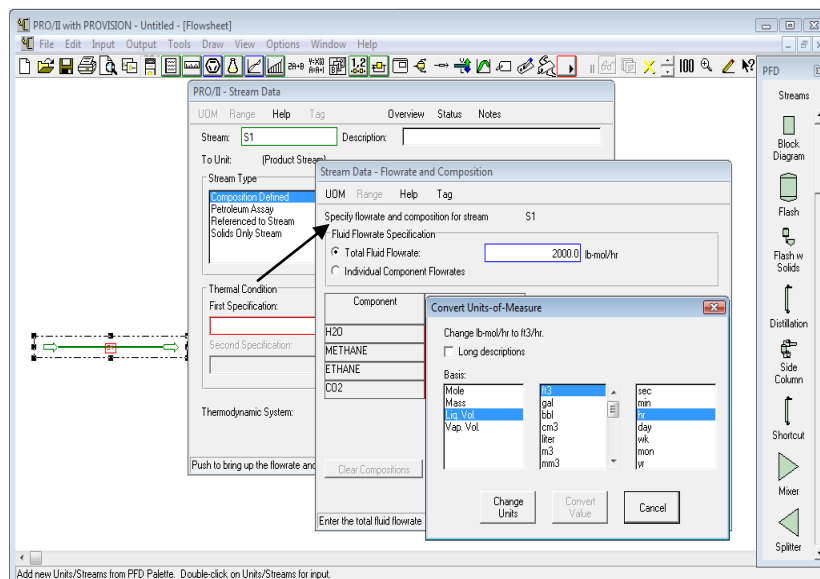 PRO/II with PROVISION - Untitled - [Flowsheet]
File Edit Input Output Tools Draw View Options Window Help
PFD
Streams
Block
Diagram
Flash
Flash w
Solids
Distillation
Side
Column
Shortcut
Mixer
Splitter
PRO/II - Stream Data
UOM Range Help Tag Overview Status Notes
Stream: S1 Description:
To Unit: (Product Stream)
Stream Type
Composition Defined
Petroleum Assay
Referenced to Stream
Solids Only Stream
Thermal Condition
First Specification:
Second Specification:
Thermodynamic System:
Push to bring up the flowrate and
Stream Data - Flowrate and Composition
UOM Range Help Tag
Specify flowrate and composition for stream S1
Fluid Flowrate Specification
Total Fluid Flowrate: 2000.0 lb-mol/hr
Individual Component Flowrates
Component
H2O
METHANE
ETHANE
CO2
Clear Compositions
Enter the total fluid flowrate
Convert Units-of-Measure
Change lb-mol/hr to ft3/hr.
Long descriptions
Basis:
Mole ft3 sec
Mass gal min
Liq. Vol. bbl hr
Vap. Vol. cm3 day
liter wk
m3 mon
mm3 yr
Change
Units
Convert
Value
Cancel
S1
Add new Units/Streams from PFD Palette. Double-click on Units/Streams for input.